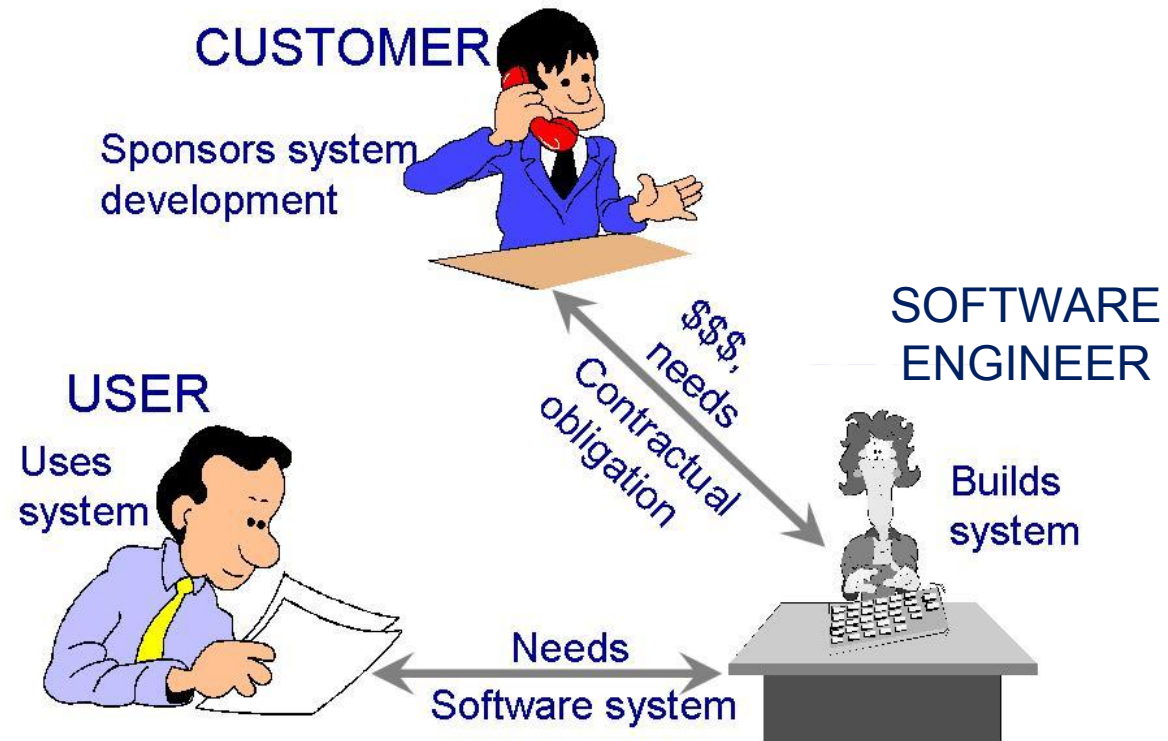 CUSTOMER
Sponsors system
development
$$$,
needs
Contractual
obligation
SOFTWARE
ENGINEER
Builds
system
USER
Uses
system
Needs
Software system